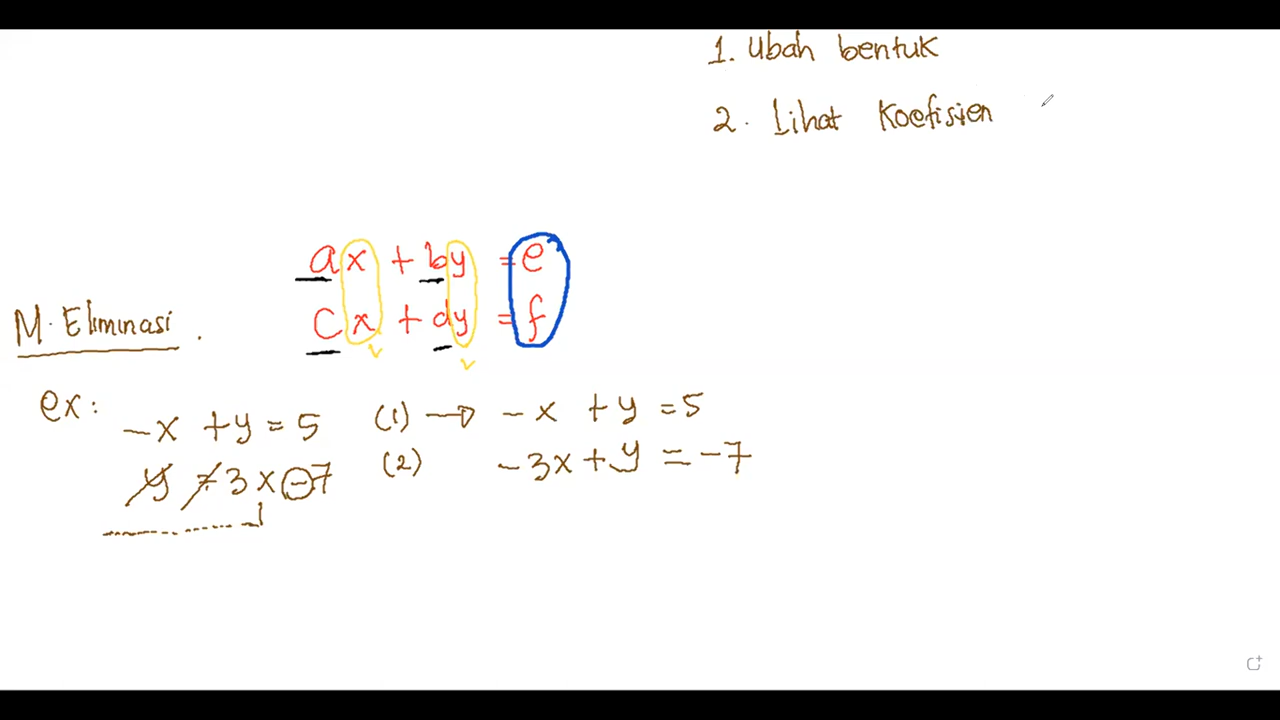 1. Ubah bentuk
2. Lihat Koefisien
ax + by = e
cx + dy = f
M. Eliminasi.
ex:
-x + y = 5 (1) → -x + y = 5
y = 3x - 7 (2) -3x + y = -7